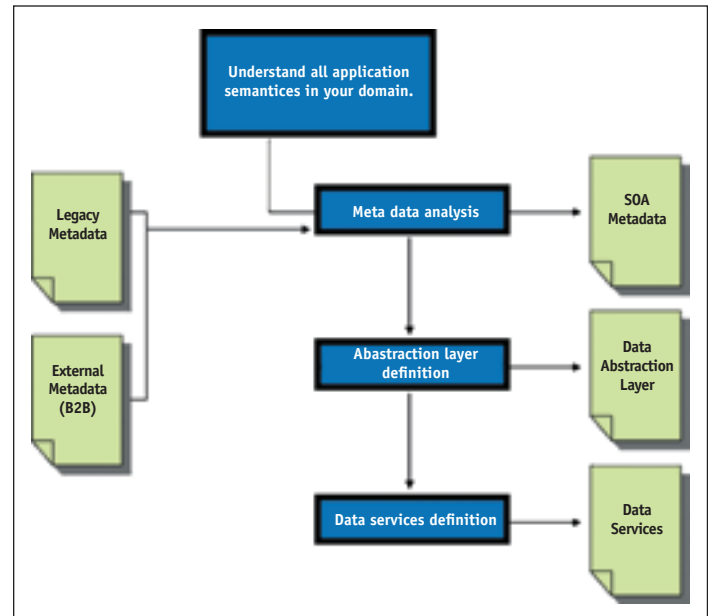 Understand all application
semantices in your domain.
Legacy
Metadata
Meta data analysis
SOA
Metadata
External
Metadata
(B2B)
Abastraction layer
definition
Data
Abstraction
Layer
Data services definition
Data
Services